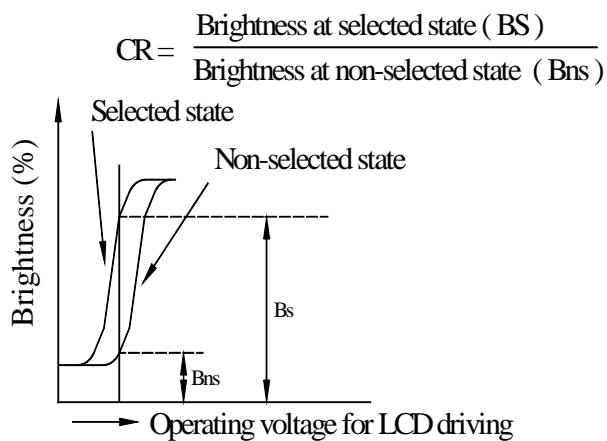 CR = Brightness at selected state ( BS )
Brightness at non-selected state ( Bns )
Selected state
Non-selected state
Brightness (%)
Bs
Bns
Operating voltage for LCD driving